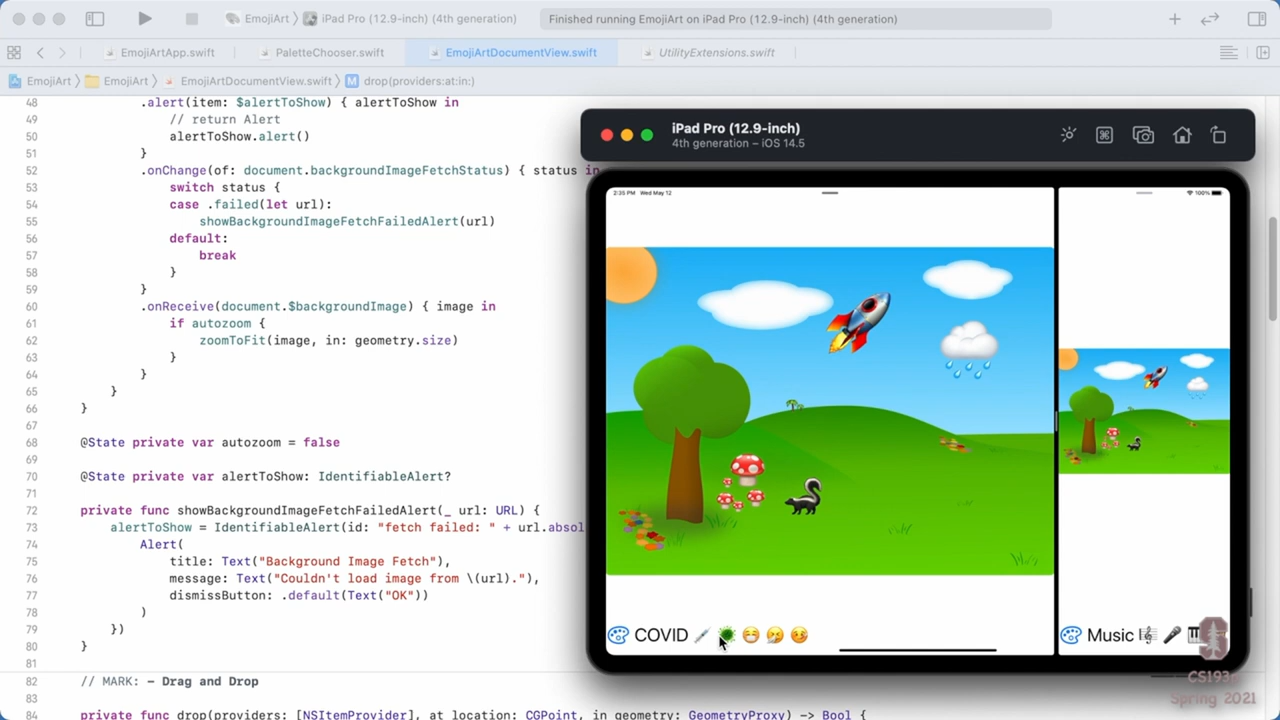 EmojiArt 〉 iPad Pro (12.9-inch) (4th generation)
Finished running EmojiArt on iPad Pro (12.9-inch) (4th generation)
EmojiArtApp.swift
PaletteChooser.swift
EmojiArtDocumentView.swift
UtilityExtensions.swift
EmojiArt 〉 EmojiArt 〉 EmojiArtDocumentView.swift 〉 M drop(providers:at:in:)
48 .alert(item: $alertToShow) { alertToShow in
49 // return Alert
50 alertToShow.alert()
51 }
52 .onChange(of: document.backgroundImageFetchStatus) { status in
53 switch status {
54 case .failed(let url):
55 showBackgroundImageFetchFailedAlert(url)
56 default:
57 break
58 }
59 }
60 .onReceive(document.$backgroundImage) { image in
61 if autozoom {
62 zoomToFit(image, in: geometry.size)
63 }
64 }
65 }
66 }
67
68 @State private var autozoom = false
69
70 @State private var alertToShow: IdentifiableAlert?
71
72 private func showBackgroundImageFetchFailedAlert(_ url: URL) {
73 alertToShow = IdentifiableAlert(id: "fetch failed: " + url.absol
74 Alert(
75 title: Text("Background Image Fetch"),
76 message: Text("Couldn't load image from \(url)."),
77 dismissButton: .default(Text("OK"))
78 )
79 })
80 }
81
82 // MARK: - Drag and Drop
83
84 private func drop(providers: [NSItemProvider], at location: CGPoint, in geometry: GeometryProxy) -> Bool {
iPad Pro (12.9-inch)
4th generation – iOS 14.5
2:35 PM Wed May 12
100%
COVID
Music
CS193p
Spring 2021